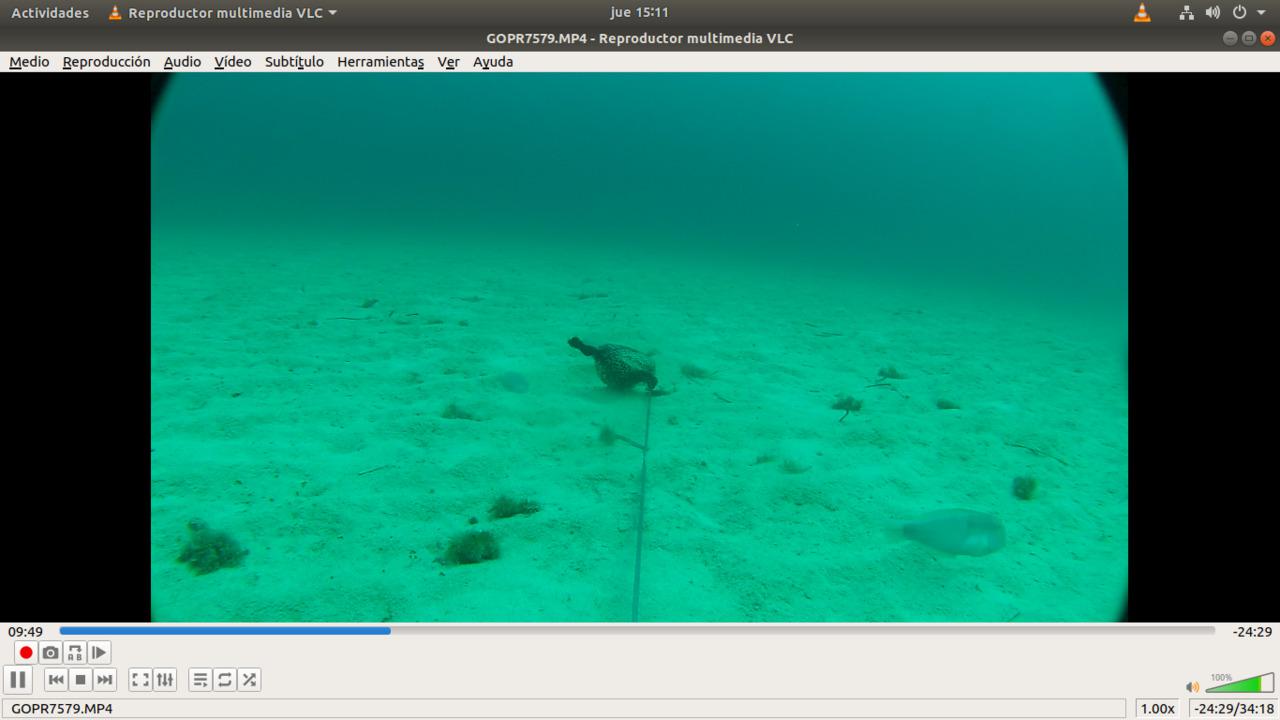 Actividades Reproductor multimedia VLC jue 15:11
GOPR7579.MP4 - Reproductor multimedia VLC
Medio Reproducción Audio Vídeo Subtítulo Herramientas Ver Ayuda
09:49 -24:29
A B
100%
GOPR7579.MP4 1.00x -24:29/34:18